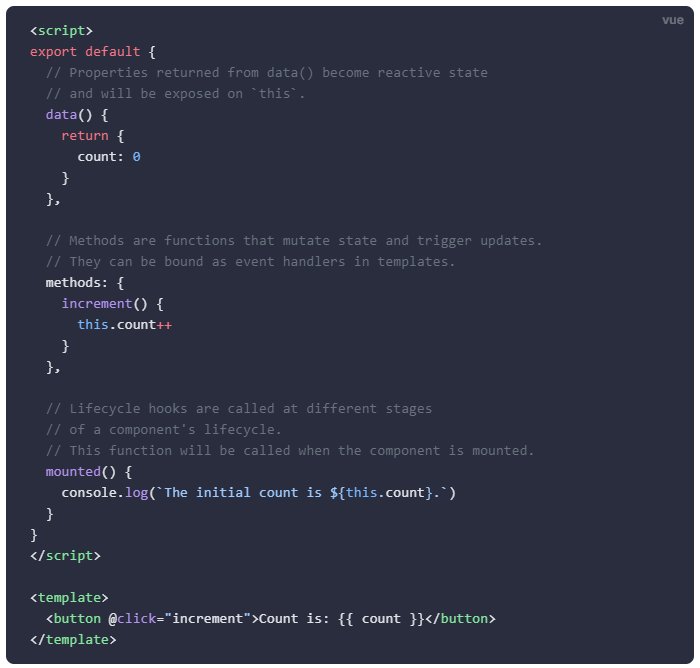 vue
<script>
export default {
  // Properties returned from data() become reactive state
  // and will be exposed on `this`.
  data() {
    return {
      count: 0
    }
  },

  // Methods are functions that mutate state and trigger updates.
  // They can be bound as event handlers in templates.
  methods: {
    increment() {
      this.count++
    }
  },

  // Lifecycle hooks are called at different stages
  // of a component's lifecycle.
  // This function will be called when the component is mounted.
  mounted() {
    console.log(`The initial count is ${this.count}.`)
  }
}
</script>

<template>
  <button @click="increment">Count is: {{ count }}</button>
</template>